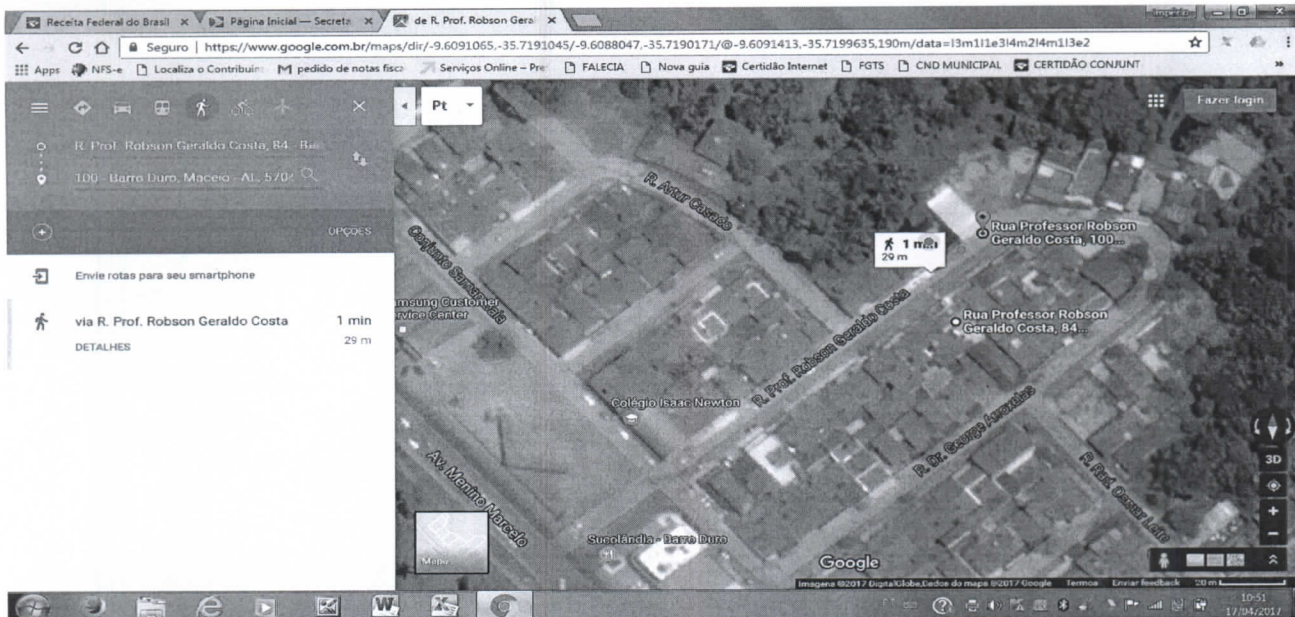 Receita Federal do Brasil
Página Inicial — Secreta
de R. Prof. Robson Geral
Seguro | https://www.google.com.br/maps/dir/-9.6091065,-35.7191045/-9.6088047,-35.7190171/@-9.6091413,-35.7199635,190m/data=!3m1!1e3!4m2!4m1!3e2
Apps NFS-e Localiza o Contribuin pedido de notas fisca Serviços Online – Pre FALECIA Nova guia Certidão Internet FGTS CND MUNICIPAL CERTIDÃO CONJUNT »
Pt
Fazer login
R. Prof. Robson Geraldo Costa, 84 - Ba
100 - Barro Duro, Maceio - AL, 570
OPÇÕES
Envie rotas para seu smartphone
via R. Prof. Robson Geraldo Costa 1 min
DETALHES 29 m
R. Artur Casado
Conjunto Samambaia
amsung Customer
ervice Center
1 min
29 m
Rua Professor Robson
Geraldo Costa, 100...
Rua Professor Robson
Geraldo Costa, 84...
R. Prof. Robson Geraldo Costa
Colégio Isaac Newton
R. Dr. George
Av. Menino Marcelo
Sucolândia - Barro Duro
Mapa
3D
Google
Imagens ©2017 DigitalGlobe,Dados do mapa ©2017 Google Termos Enviar feedback 20 m
10:51
17/04/2017